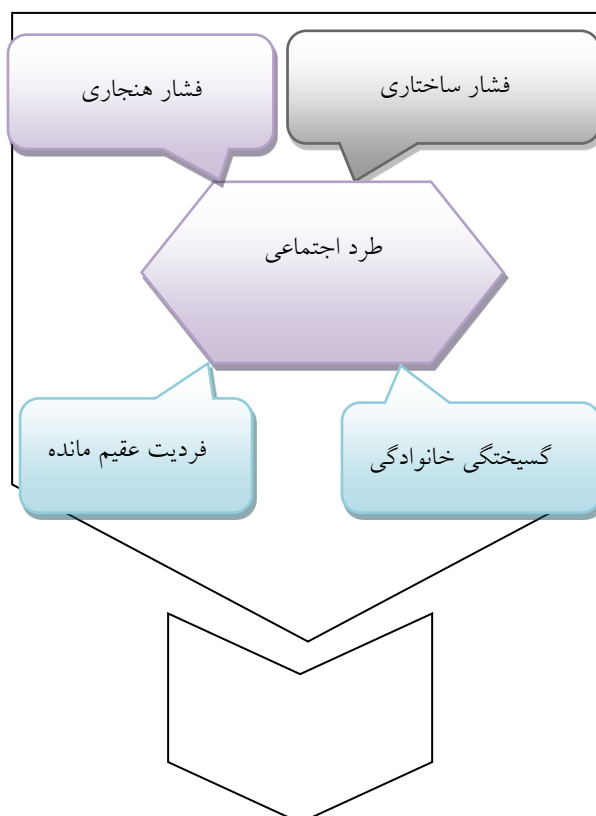 فشار ساختاری
فشار هنجاری
طرد اجتماعی
گسیختگی خانوادگی
فردیت عقیم مانده